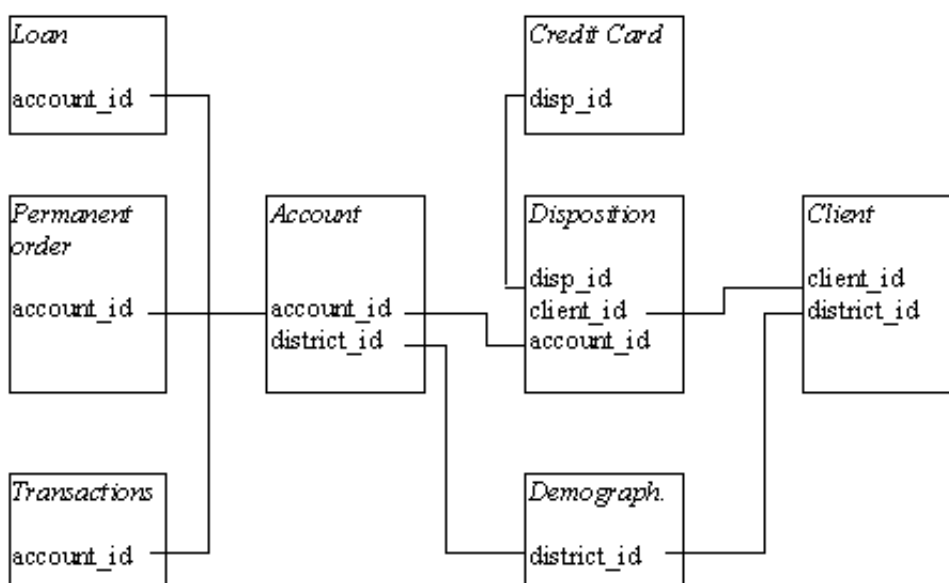 Loan
account_id
Credit Card
disp_id
Permanent
order
account_id
Account
account_id
district_id
Disposition
disp_id
client_id
account_id
Client
client_id
district_id
Transactions
account_id
Demograph.
district_id